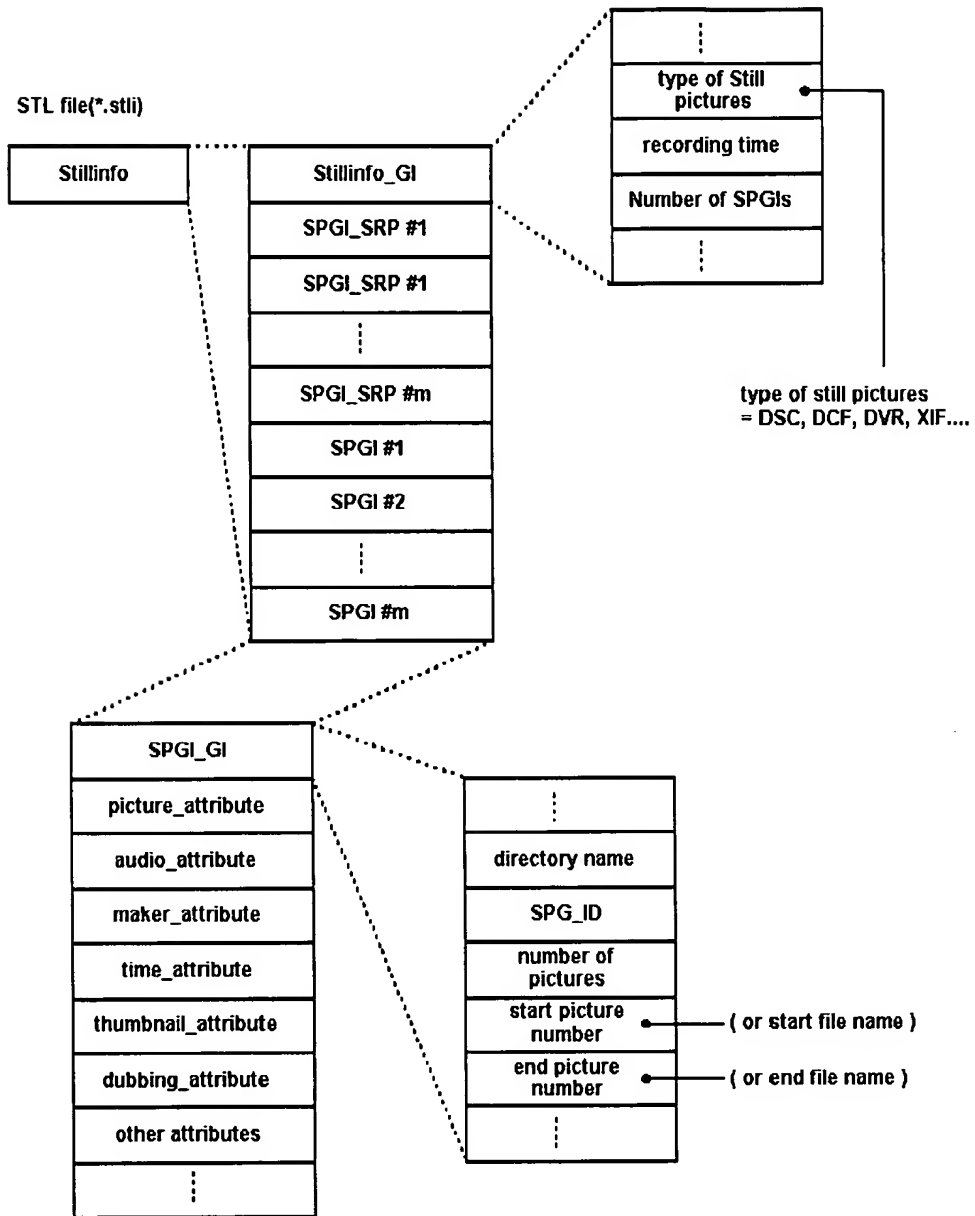 STL file(*.stli)
Stillinfo
Stillinfo_GI
SPGI_SRP #1
SPGI_SRP #1
SPGI_SRP #m
SPGI #1
SPGI #2
SPGI #m
type of Still
pictures
recording time
Number of SPGIs
type of still pictures
= DSC, DCF, DVR, XIF....
SPGI_GI
picture_attribute
audio_attribute
maker_attribute
time_attribute
thumbnail_attribute
dubbing_attribute
other attributes
directory name
SPG_ID
number of
pictures
start picture
number
( or start file name )
end picture
number
( or end file name )